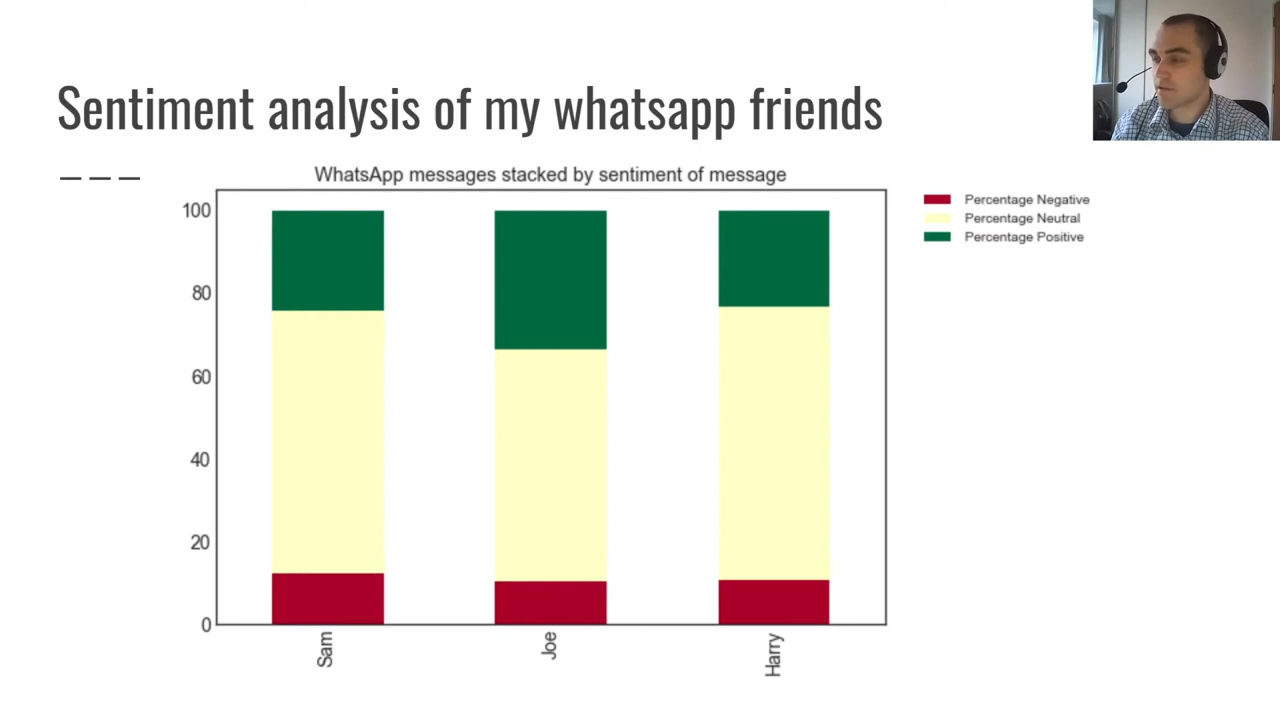 Sentiment analysis of my whatsapp friends
WhatsApp messages stacked by sentiment of message
Percentage Negative
Percentage Neutral
Percentage Positive
100
80
60
40
20
0
Sam
Joe
Harry